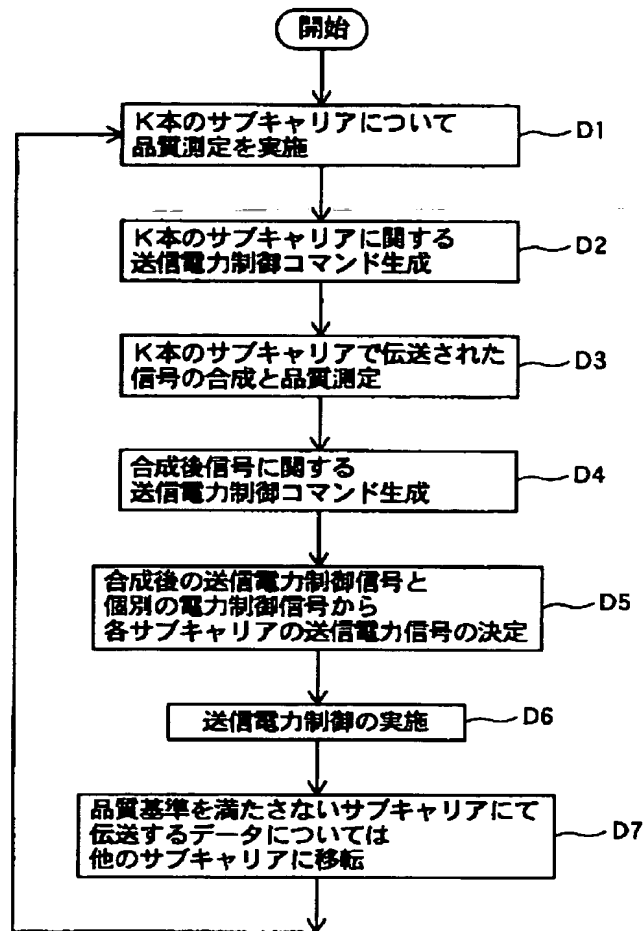 開始
K本のサブキャリアについて
品質測定を実施
D1
K本のサブキャリアに関する
送信電力制御コマンド生成
D2
K本のサブキャリアで伝送された
信号の合成と品質測定
D3
合成後信号に関する
送信電力制御コマンド生成
D4
合成後の送信電力制御信号と
個別の電力制御信号から
各サブキャリアの送信電力信号の決定
D5
送信電力制御の実施
D6
品質基準を満たさないサブキャリアにて
伝送するデータについては
他のサブキャリアに移転
D7